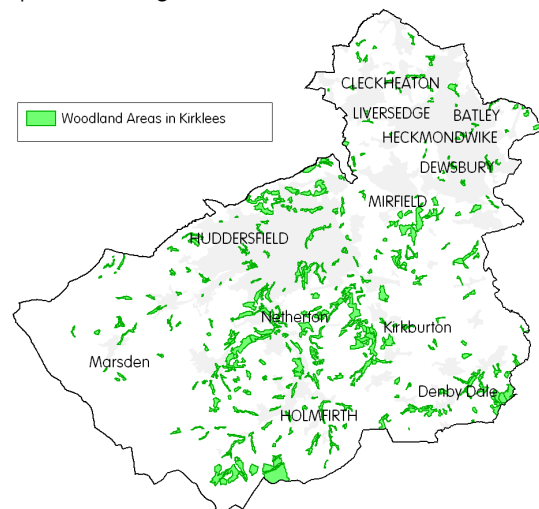 CLECKHEATON
LIVERSEDGE
BATLEY
Woodland Areas in Kirklees
HECKMONDWIKE
DEWSBURY
MIRFIELD
HUDDERSFIELD
Netherton
Kirkburton
Marsden
Denby Dale
HOLMFIRTH